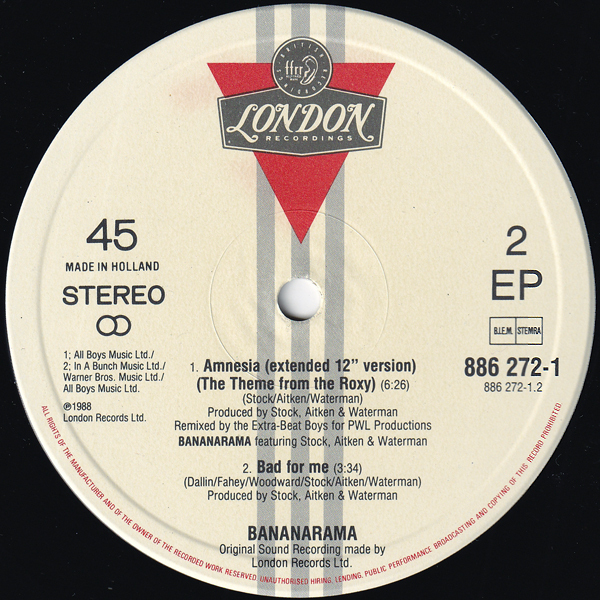 BRITISH
ffrr
RECORDINGS
LONDON
RECORDINGS
45
MADE IN HOLLAND
STEREO
2
EP
B.I.E.M. STEMRA
886 272-1
886 272-1.2
1; All Boys Music Ltd./
2; In A Bunch Music Ltd./
Warner Bros. Music Ltd./
All Boys Music Ltd.
℗1988
London Records Ltd.
1. Amnesia (extended 12" version)
(The Theme from the Roxy) (6:26)
(Stock/Aitken/Waterman)
Produced by Stock, Aitken & Waterman
Remixed by the Extra-Beat Boys for PWL Productions
BANANARAMA featuring Stock, Aitken & Waterman
2. Bad for me (3:34)
(Dallin/Fahey/Woodward/Stock/Aitken/Waterman)
Produced by Stock, Aitken & Waterman
BANANARAMA
Original Sound Recording made by
London Records Ltd.
ALL RIGHTS OF THE MANUFACTURER AND OF THE OWNER OF THE RECORDED WORK RESERVED. UNAUTHORISED HIRING, LENDING, PUBLIC PERFORMANCE BROADCASTING AND COPYING OF THIS RECORD PROHIBITED.